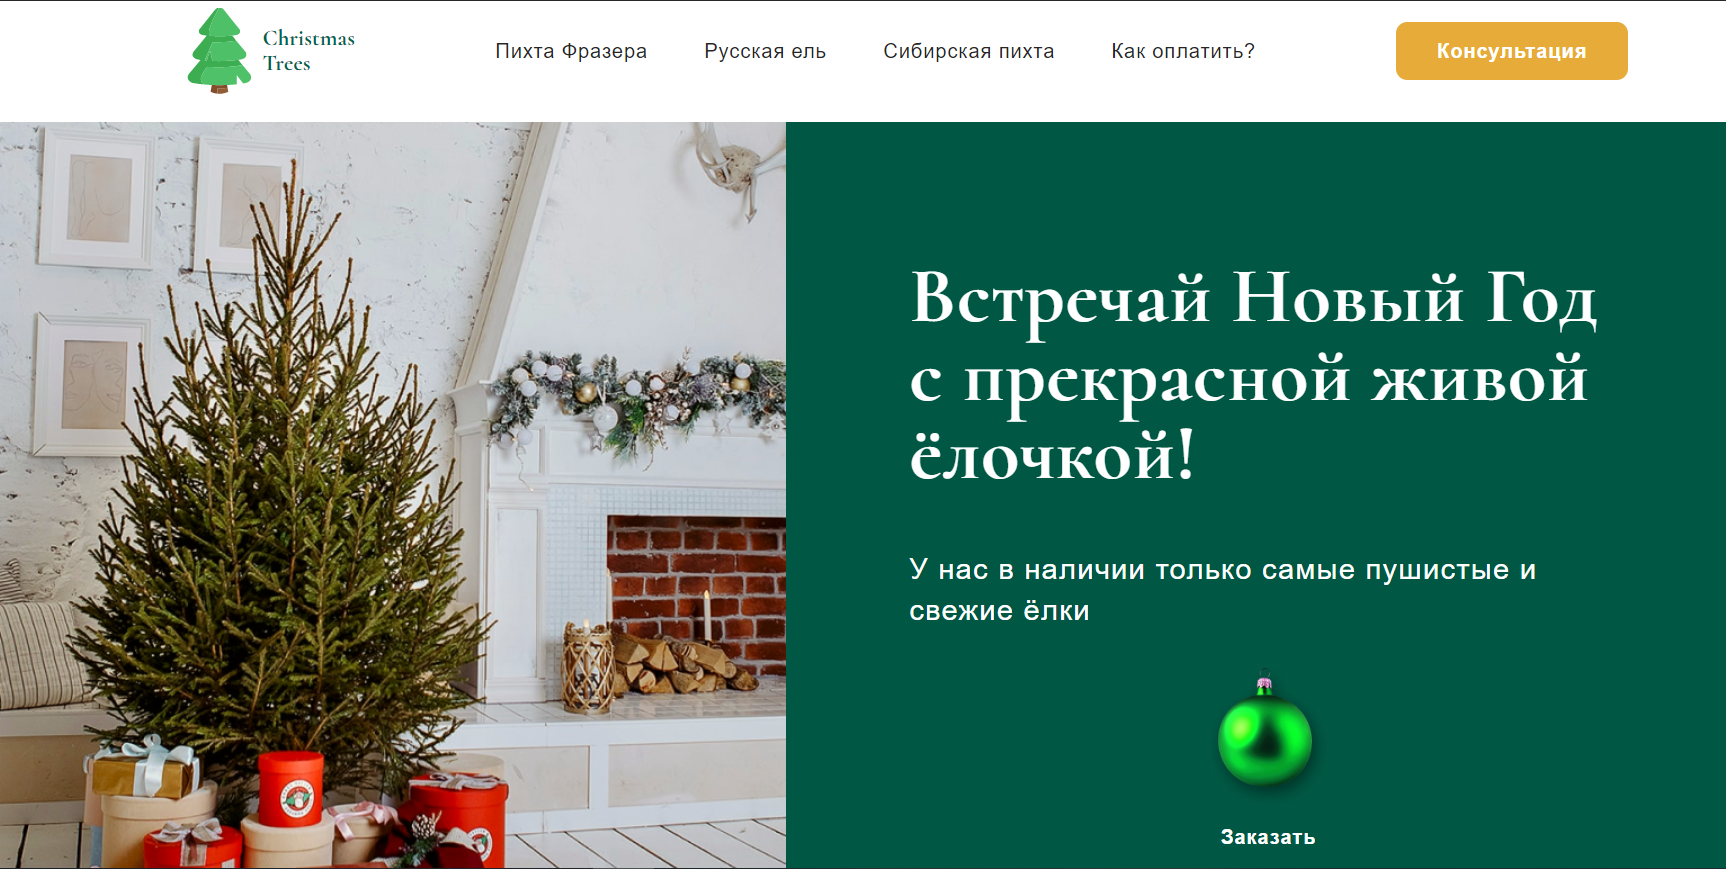 Christmas
Trees
Пихта Фразера
Русская ель
Сибирская пихта
Как оплатить?
Консультация
Встречай Новый Год
с прекрасной живой
ёлочкой!
У нас в наличии только самые пушистые и
свежие ёлки
Заказать